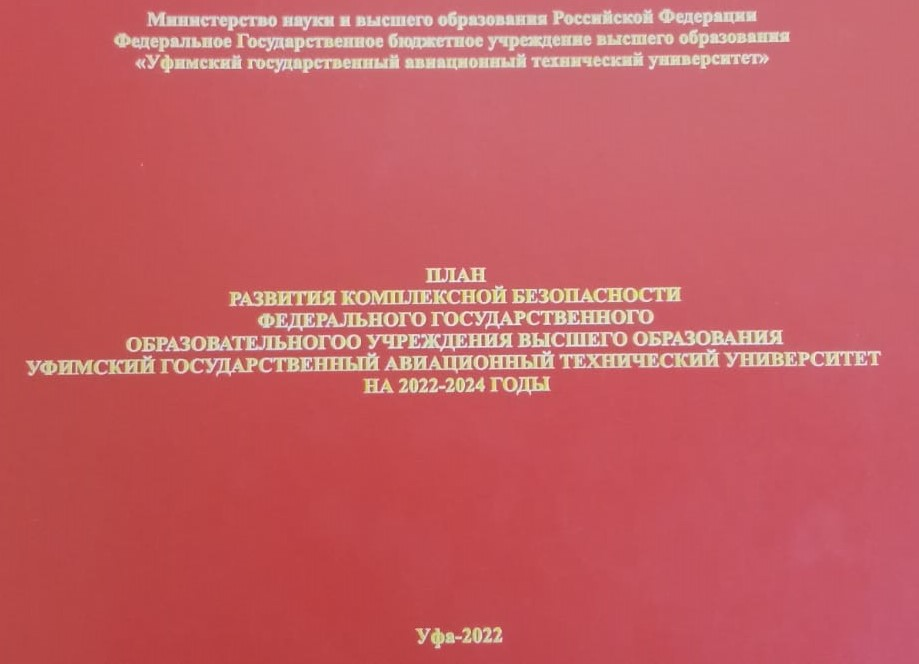 Министерство науки и высшего образования Российской Федерации
Федеральное Государственное бюджетное учреждение высшего образования
«Уфимский государственный авиационный технический университет»
ПЛАН
РАЗВИТИЯ КОМПЛЕКСНОЙ БЕЗОПАСНОСТИ
ФЕДЕРАЛЬНОГО ГОСУДАРСТВЕННОГО
ОБРАЗОВАТЕЛЬНОГОО УЧРЕЖДЕНИЯ ВЫСШЕГО ОБРАЗОВАНИЯ
УФИМСКИЙ ГОСУДАРСТВЕННЫЙ АВИАЦИОННЫЙ ТЕХНИЧЕСКИЙ УНИВЕРСИТЕТ
НА 2022-2024 ГОДЫ
Уфа-2022